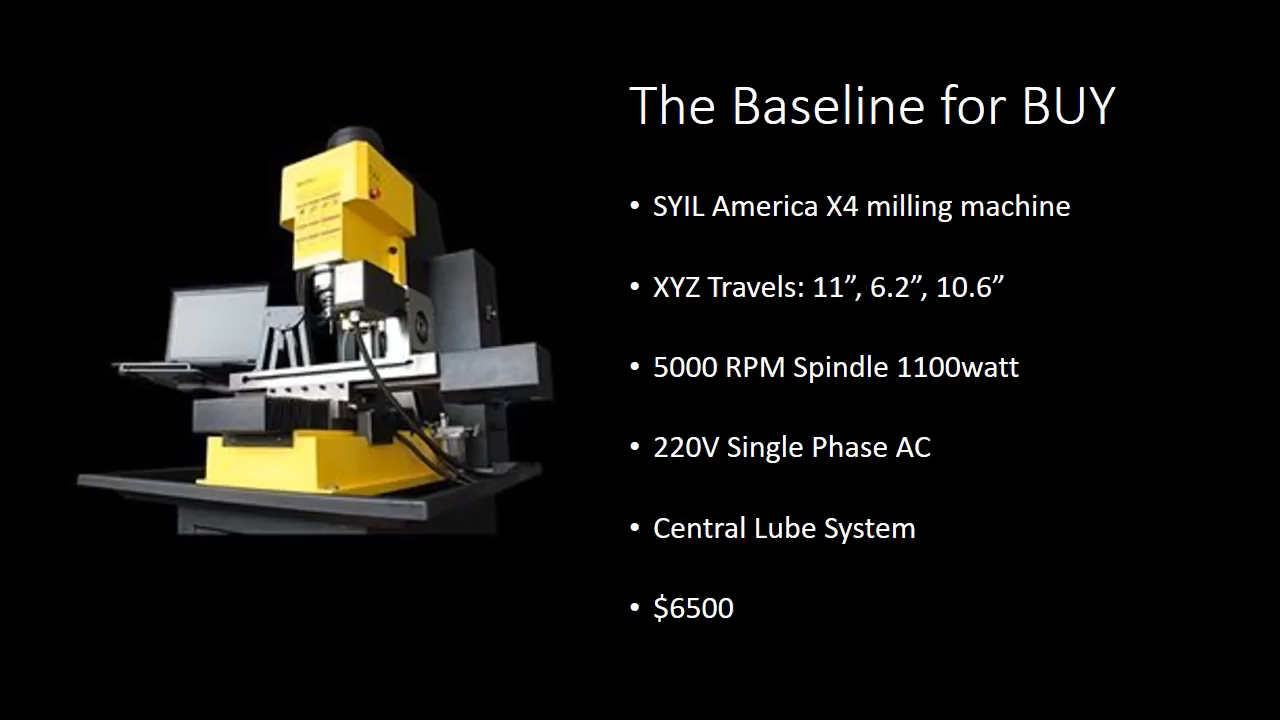 The Baseline for BUY
• SYIL America X4 milling machine
• XYZ Travels: 11”, 6.2”, 10.6”
• 5000 RPM Spindle 1100watt
• 220V Single Phase AC
• Central Lube System
• $6500